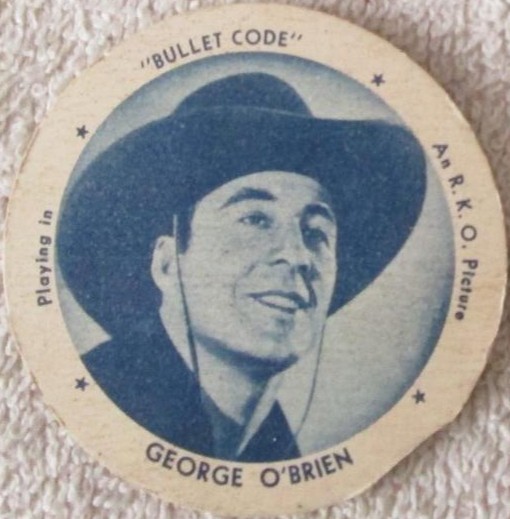 "BULLET CODE"
Playing in
An R. K. O. Picture
GEORGE O'BRIEN